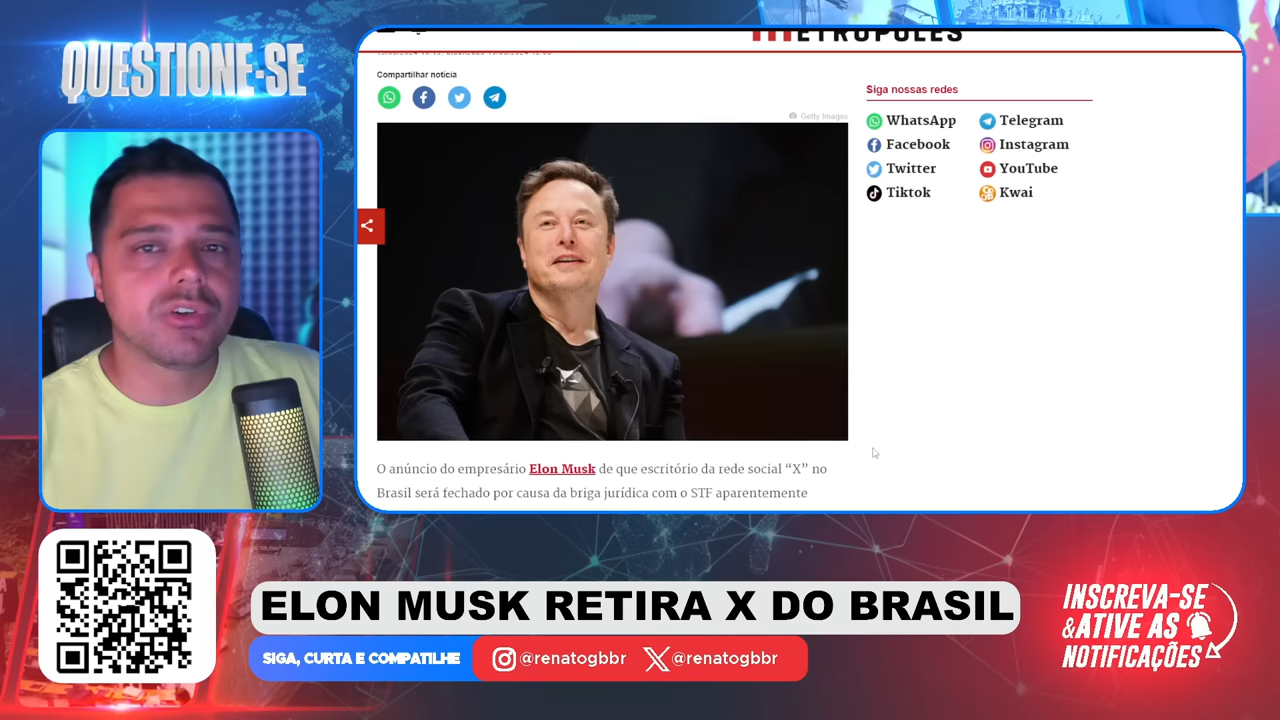 QUESTIONE-SE
METRÓPOLES
Compartilhar notícia
Getty Images
Siga nossas redes
WhatsApp
Telegram
Facebook
Instagram
Twitter
YouTube
Tiktok
Kwai
O anúncio do empresário Elon Musk de que escritório da rede social “X” no
Brasil será fechado por causa da briga jurídica com o STF aparentemente
ELON MUSK RETIRA X DO BRASIL
SIGA, CURTA E COMPATILHE
@renatogbbr
@renatogbbr
INSCREVA-SE
&ATIVE AS
NOTIFICAÇÕES